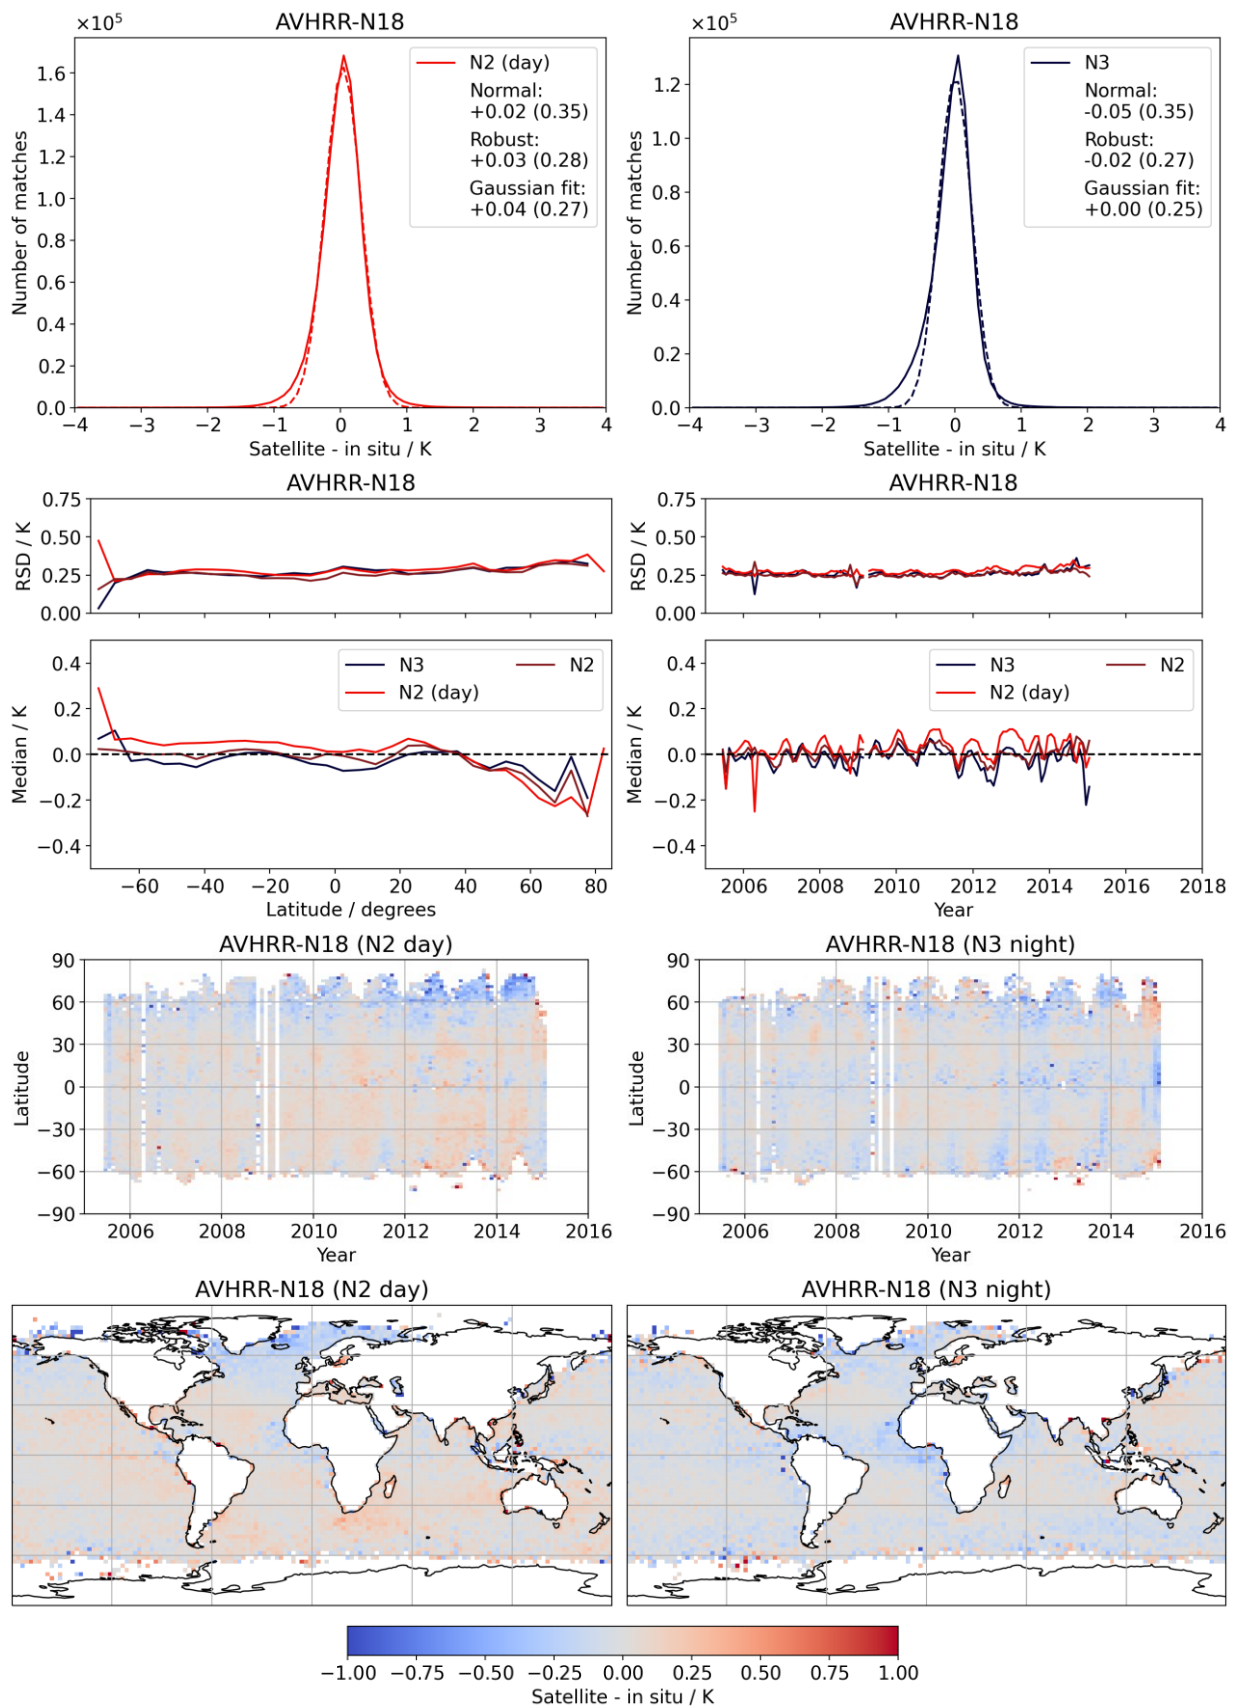 AVHRR-N18
×10⁵
N2 (day)
Normal:
+0.02 (0.35)
Robust:
+0.03 (0.28)
Gaussian fit:
+0.04 (0.27)
Number of matches
1.6
1.4
1.2
1.0
0.8
0.6
0.4
0.2
0.0
−4 −3 −2 −1 0 1 2 3 4
Satellite - in situ / K
AVHRR-N18
×10⁵
N3
Normal:
-0.05 (0.35)
Robust:
-0.02 (0.27)
Gaussian fit:
+0.00 (0.25)
Number of matches
1.2
1.0
0.8
0.6
0.4
0.2
0.0
−4 −3 −2 −1 0 1 2 3 4
Satellite - in situ / K
AVHRR-N18
RSD / K
0.75
0.50
0.25
0.00
Median / K
0.4
0.2
0.0
−0.2
−0.4
N3 N2
N2 (day)
−60 −40 −20 0 20 40 60 80
Latitude / degrees
AVHRR-N18
RSD / K
0.75
0.50
0.25
0.00
Median / K
0.4
0.2
0.0
−0.2
−0.4
N3 N2
N2 (day)
2006 2008 2010 2012 2014 2016 2018
Year
AVHRR-N18 (N2 day)
Latitude
90
60
30
0
−30
−60
−90
2006 2008 2010 2012 2014 2016
Year
AVHRR-N18 (N3 night)
Latitude
90
60
30
0
−30
−60
−90
2006 2008 2010 2012 2014 2016
Year
AVHRR-N18 (N2 day)
AVHRR-N18 (N3 night)
−1.00 −0.75 −0.50 −0.25 0.00 0.25 0.50 0.75 1.00
Satellite - in situ / K